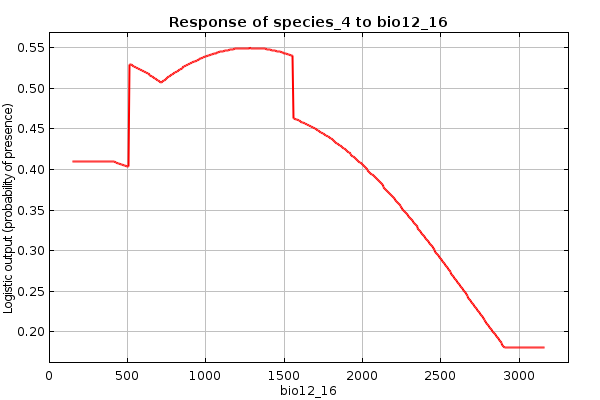 Response of species_4 to bio12_16
Logistic output (probability of presence)
0.55
0.50
0.45
0.40
0.35
0.30
0.25
0.20
0 500 1000 1500 2000 2500 3000
bio12_16